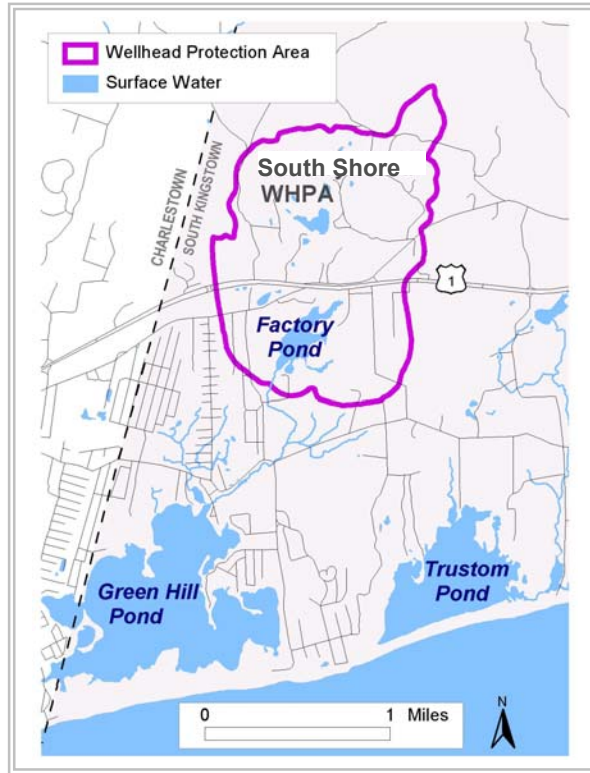 Wellhead Protection Area
Surface Water
CHARLESTOWN
SOUTH KINGSTOWN
South Shore
WHPA
1
Factory
Pond
Green Hill
Pond
Trustom
Pond
0 1 Miles
N